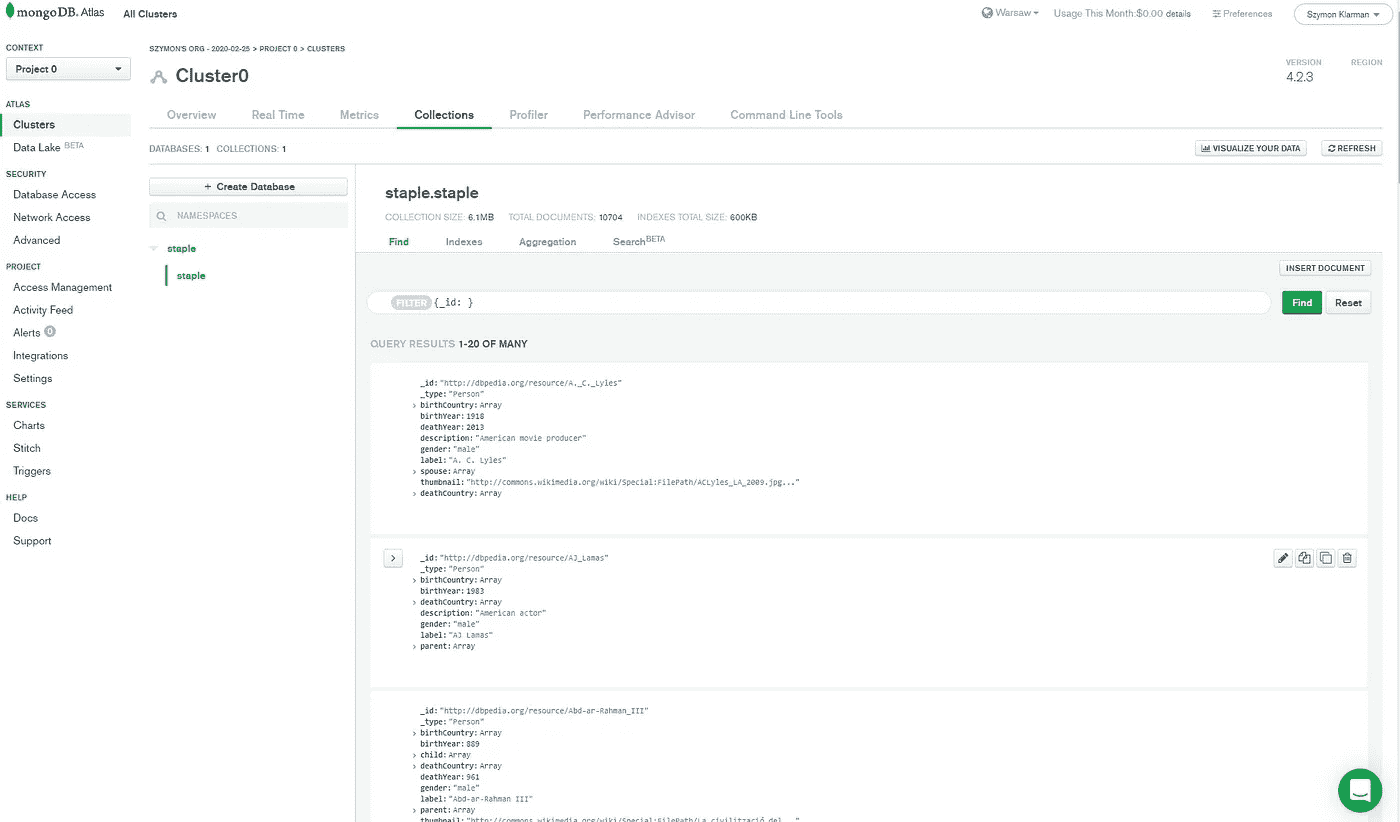 mongoDB. Atlas All Clusters Warsaw Usage This Month:$0.00 details Preferences Szymon Klarman
CONTEXT
Project 0
ATLAS
Clusters
Data Lake BETA
SECURITY
Database Access
Network Access
Advanced
PROJECT
Access Management
Activity Feed
Alerts 0
Integrations
Settings
SERVICES
Charts
Stitch
Triggers
HELP
Docs
Support
SZYMON'S ORG - 2020-02-25 > PROJECT 0 > CLUSTERS
Cluster0
VERSION REGION
4.2.3
Overview Real Time Metrics Collections Profiler Performance Advisor Command Line Tools
DATABASES: 1 COLLECTIONS: 1 VISUALIZE YOUR DATA REFRESH
+ Create Database
NAMESPACES
staple
staple
staple.staple
COLLECTION SIZE: 6.1MB TOTAL DOCUMENTS: 10704 INDEXES TOTAL SIZE: 600KB
Find Indexes Aggregation Search BETA
INSERT DOCUMENT
FILTER {_id: } Find Reset
QUERY RESULTS 1-20 OF MANY
_id: "http://dbpedia.org/resource/A._C._Lyles"
_type: "Person"
> birthCountry: Array
birthYear: 1918
deathYear: 2013
description: "American movie producer"
gender: "male"
label: "A. C. Lyles"
> spouse: Array
thumbnail: "http://commons.wikimedia.org/wiki/Special:FilePath/ACLyles_LA_2009.jpg..."
> deathCountry: Array
_id: "http://dbpedia.org/resource/AJ_Lamas"
_type: "Person"
> birthCountry: Array
birthYear: 1983
> deathCountry: Array
description: "American actor"
gender: "male"
label: "AJ Lamas"
> parent: Array
_id: "http://dbpedia.org/resource/Abd-ar-Rahman_III"
_type: "Person"
> birthCountry: Array
birthYear: 889
> child: Array
> deathCountry: Array
deathYear: 961
gender: "male"
label: "Abd-ar-Rahman III"
> parent: Array
thumbnail: "http://commons.wikimedia.org/wiki/Special:FilePath/La_civilització_del..."